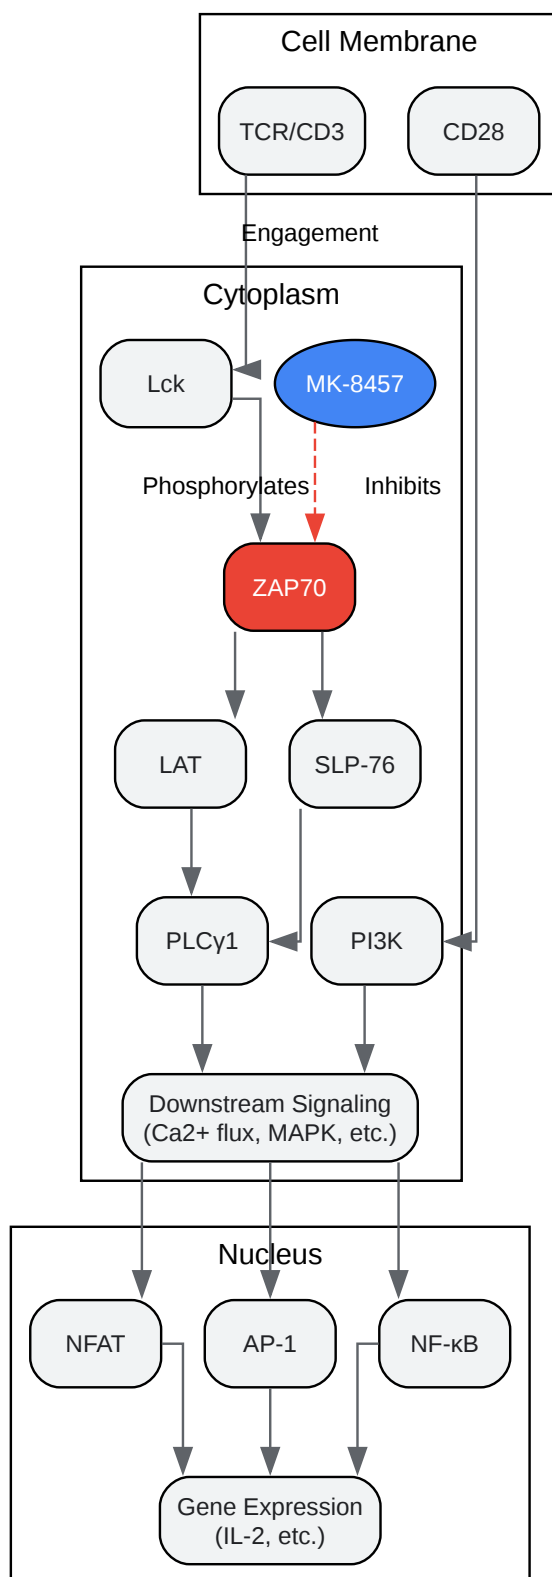 Cell Membrane
TCR/CD3
CD28
Engagement
Cytoplasm
Lck
MK-8457
Phosphorylates
Inhibits
ZAP70
LAT
SLP-76
PLCγ1
PI3K
Downstream Signaling
(Ca2+ flux, MAPK, etc.)
Nucleus
NFAT
AP-1
NF-κB
Gene Expression
(IL-2, etc.)